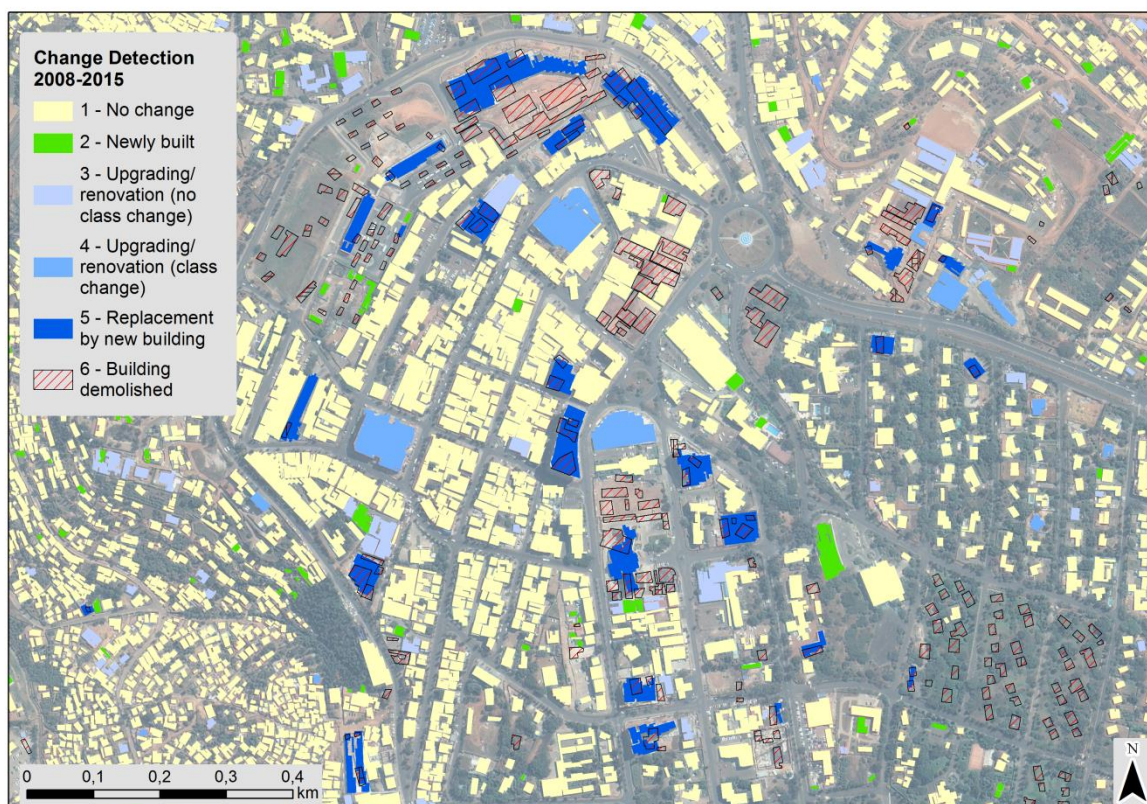 Change Detection
2008-2015
1 - No change
2 - Newly built
3 - Upgrading/
renovation (no
class change)
4 - Upgrading/
renovation (class
change)
5 - Replacement
by new building
6 - Building
demolished
0 0,1 0,2 0,3 0,4
km
N